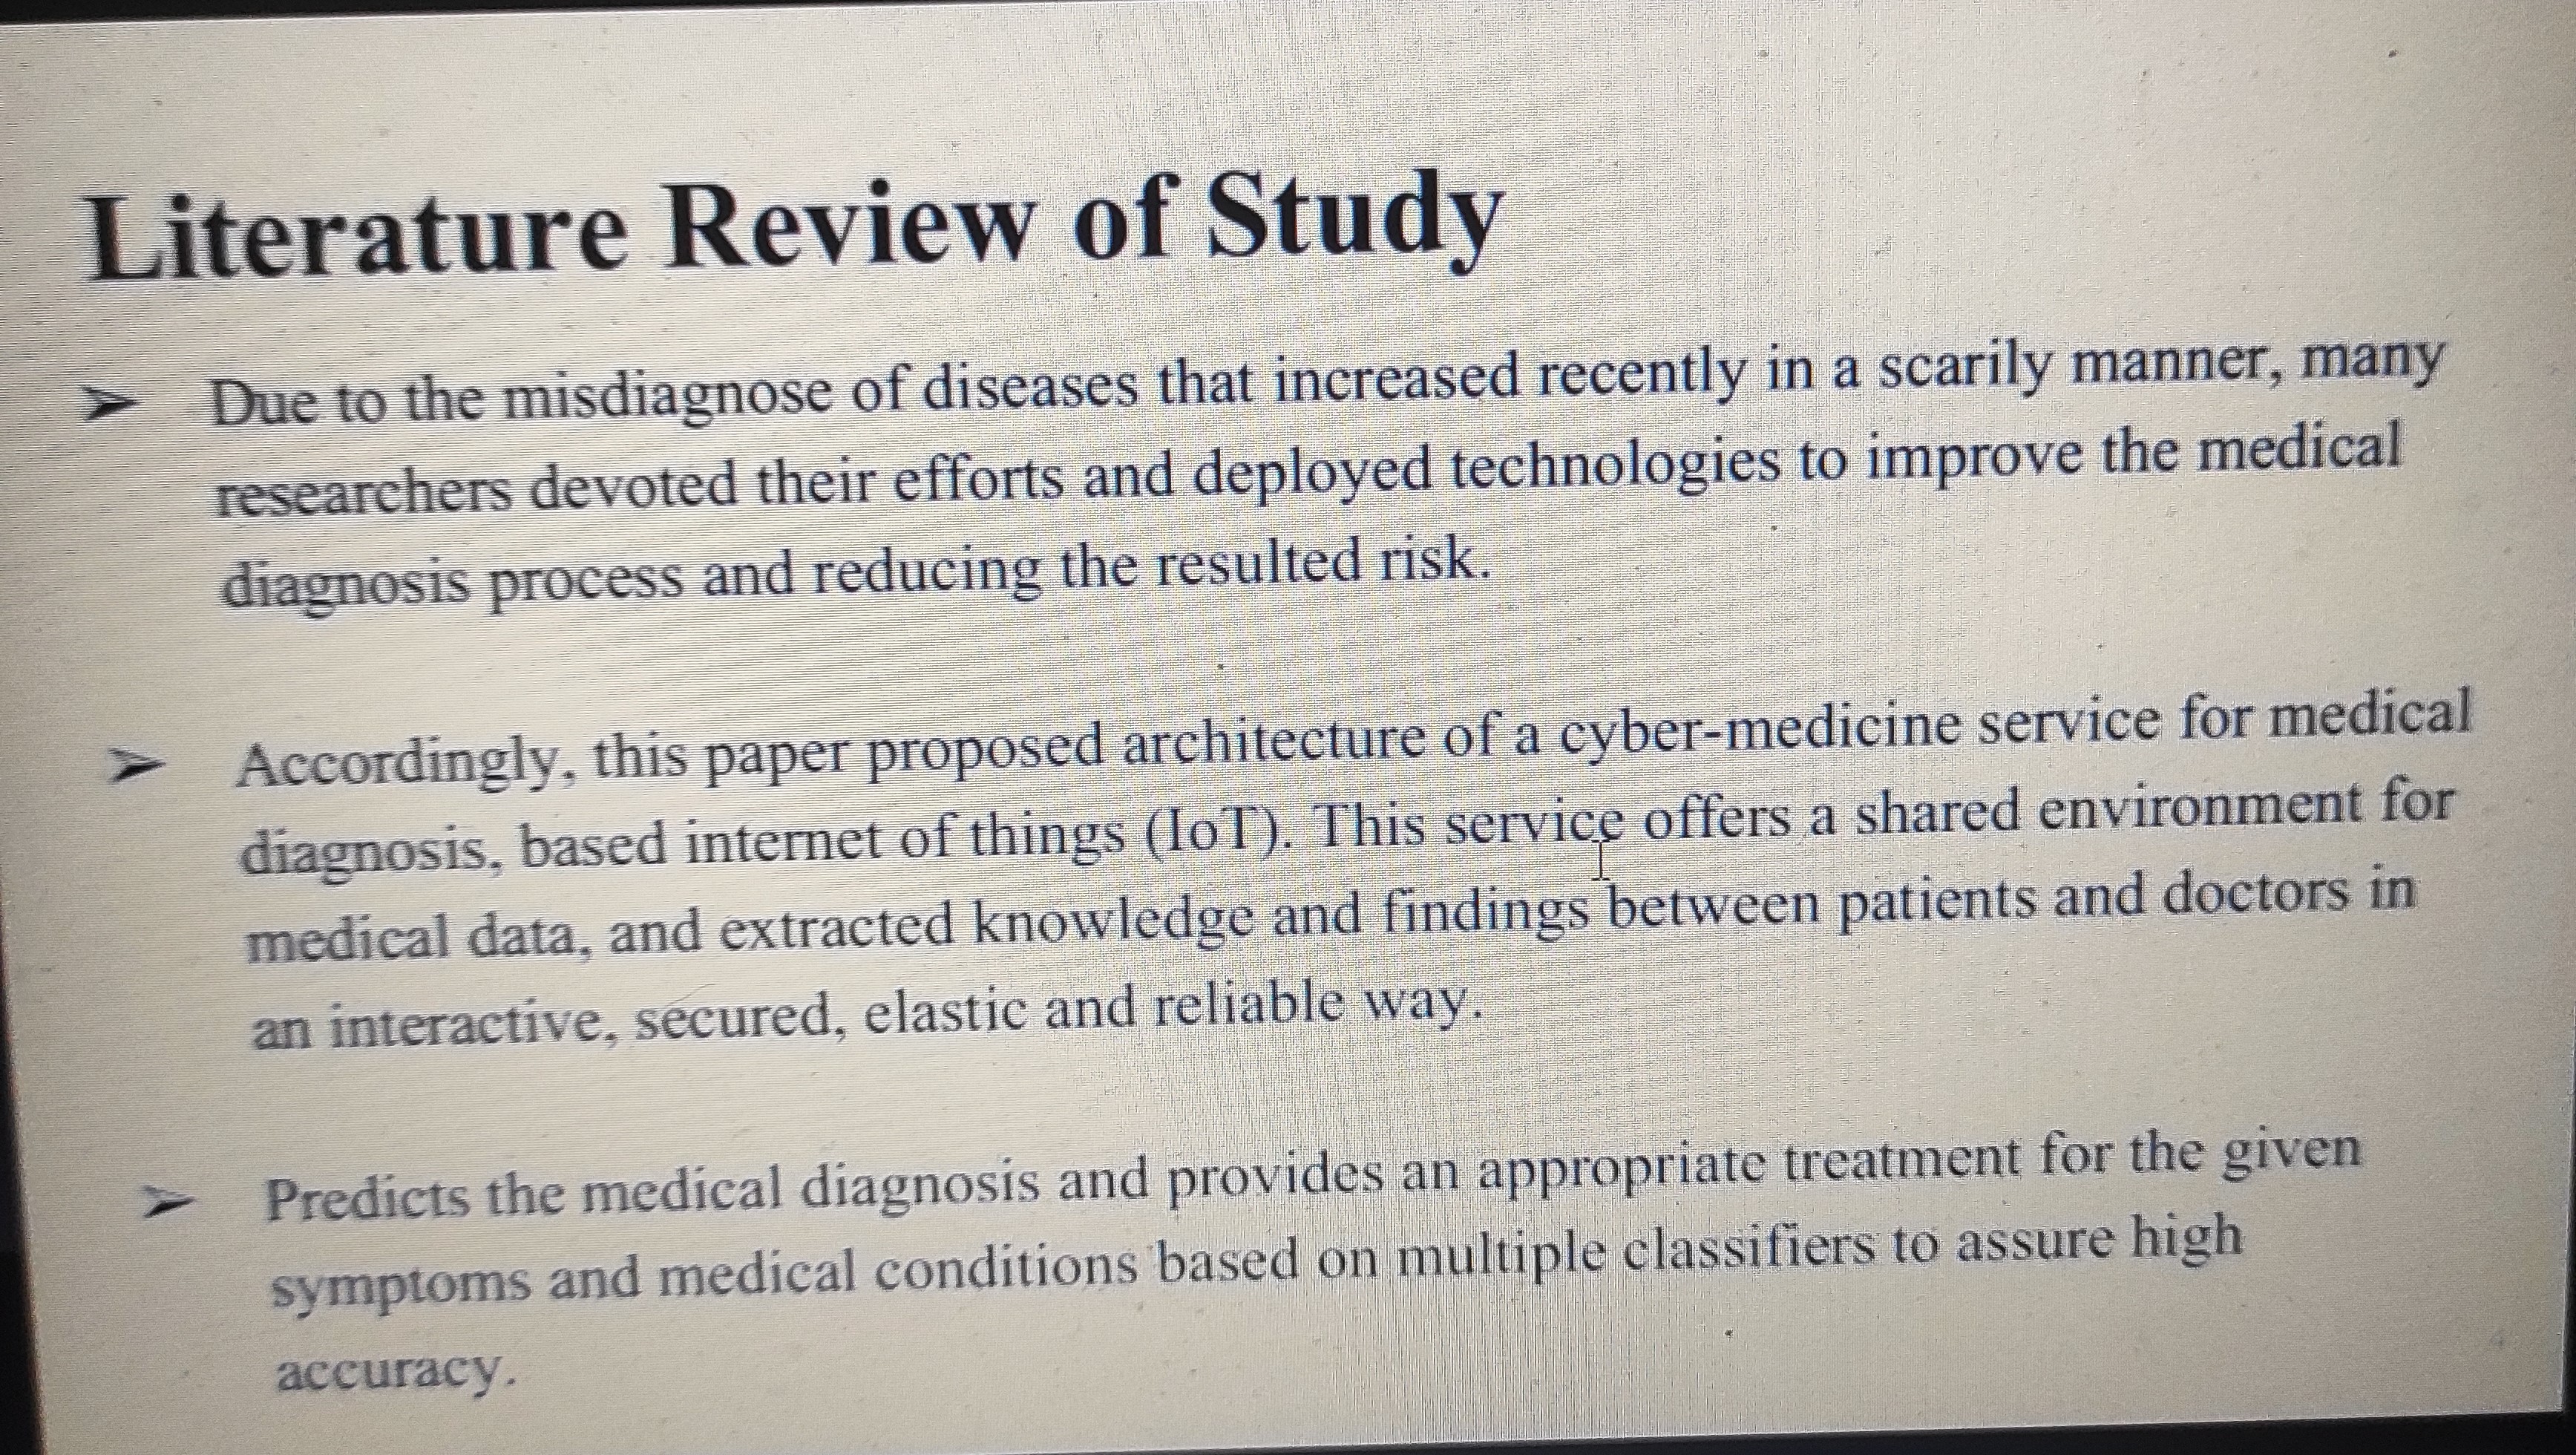 Literature Review of Study
➤ Due to the misdiagnose of diseases that increased recently in a scarily manner, many
researchers devoted their efforts and deployed technologies to improve the medical
diagnosis process and reducing the resulted risk.
➤ Accordingly, this paper proposed architecture of a cyber-medicine service for medical
diagnosis, based internet of things (IoT). This service offers a shared environment for
medical data, and extracted knowledge and findings between patients and doctors in
an interactive, secured, elastic and reliable way.
➤ Predicts the medical diagnosis and provides an appropriate treatment for the given
symptoms and medical conditions based on multiple classifiers to assure high
accuracy.